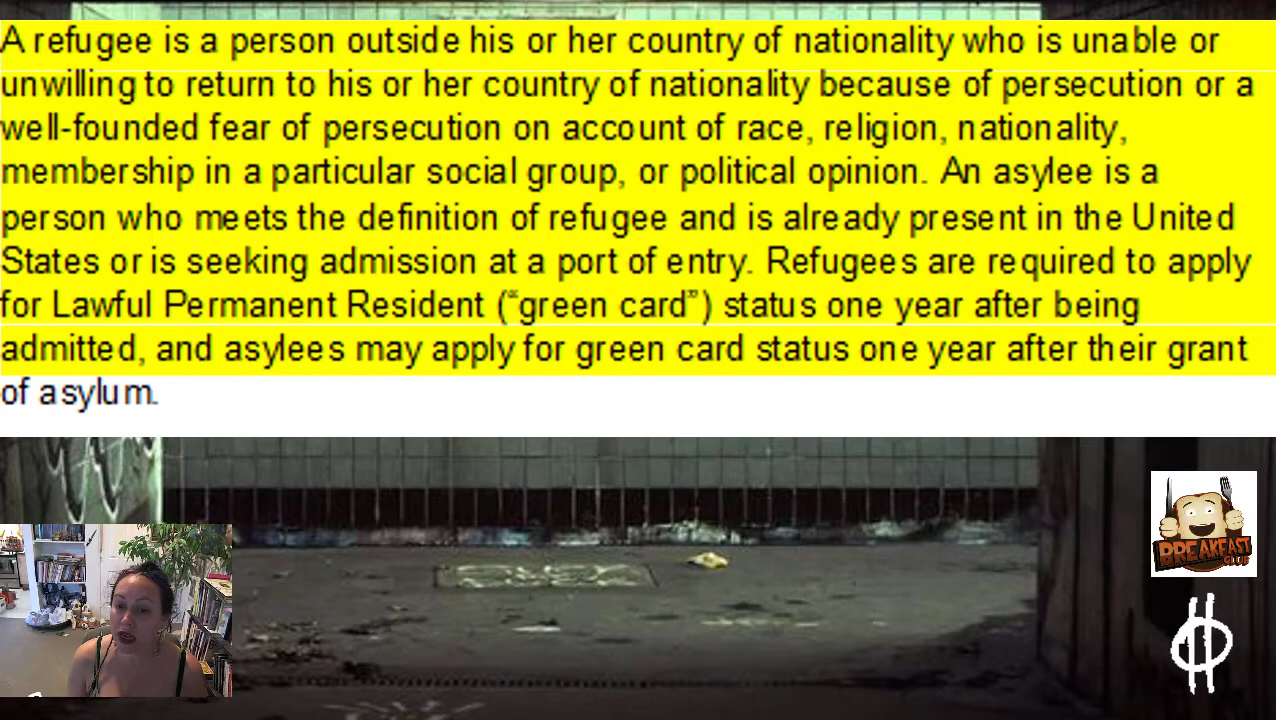 A refugee is a person outside his or her country of nationality who is unable or
unwilling to return to his or her country of nationality because of persecution or a
well-founded fear of persecution on account of race, religion, nationality,
membership in a particular social group, or political opinion. An asylee is a
person who meets the definition of refugee and is already present in the United
States or is seeking admission at a port of entry. Refugees are required to apply
for Lawful Permanent Resident (“green card”) status one year after being
admitted, and asylees may apply for green card status one year after their grant
of asylum.
BREAKFAST
CLUB